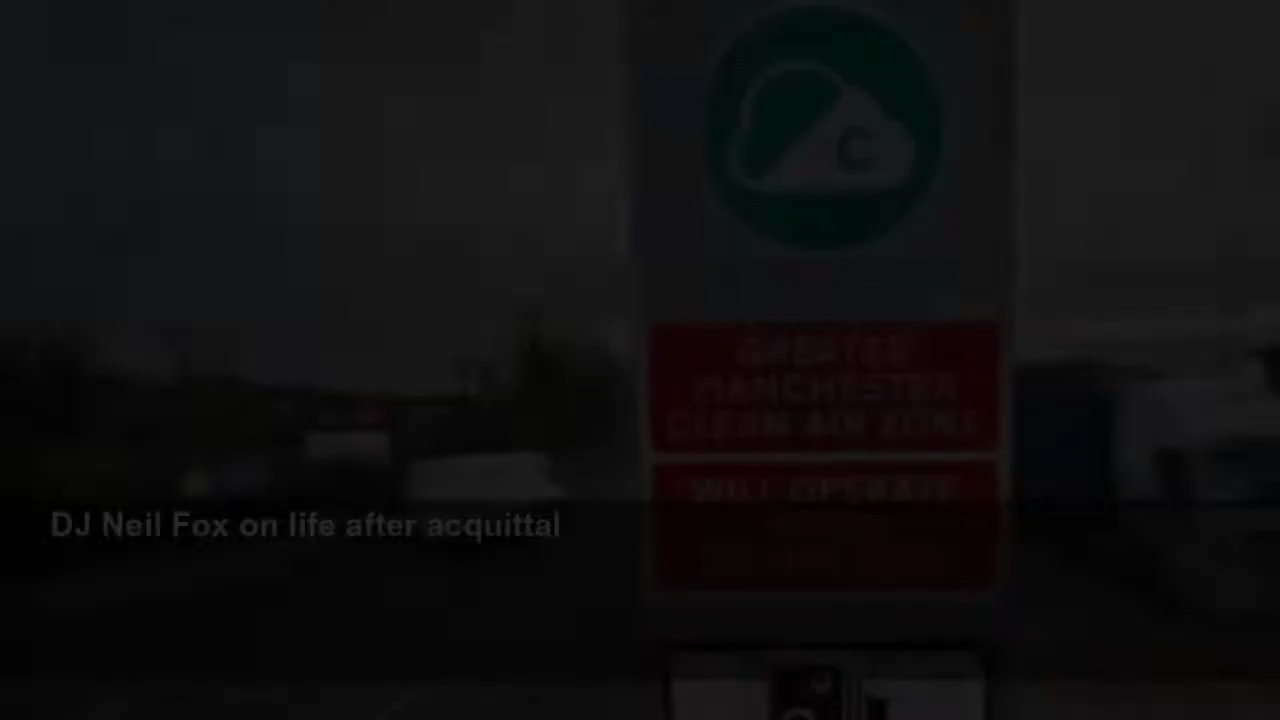 C
GREATER
MANCHESTER
CLEAN AIR ZONE
WILL OPERATE
DJ Neil Fox on life after acquittal